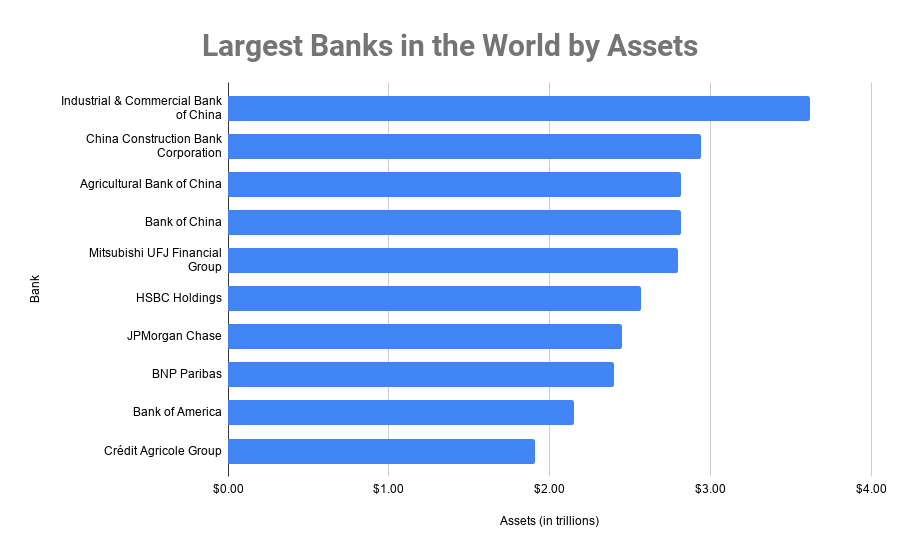 Largest Banks in the World by Assets
Industrial & Commercial Bank
of China
China Construction Bank
Corporation
Agricultural Bank of China
Bank of China
Mitsubishi UFJ Financial
Group
HSBC Holdings
JPMorgan Chase
BNP Paribas
Bank of America
Crédit Agricole Group
Bank
$0.00
$1.00
$2.00
$3.00
$4.00
Assets (in trillions)